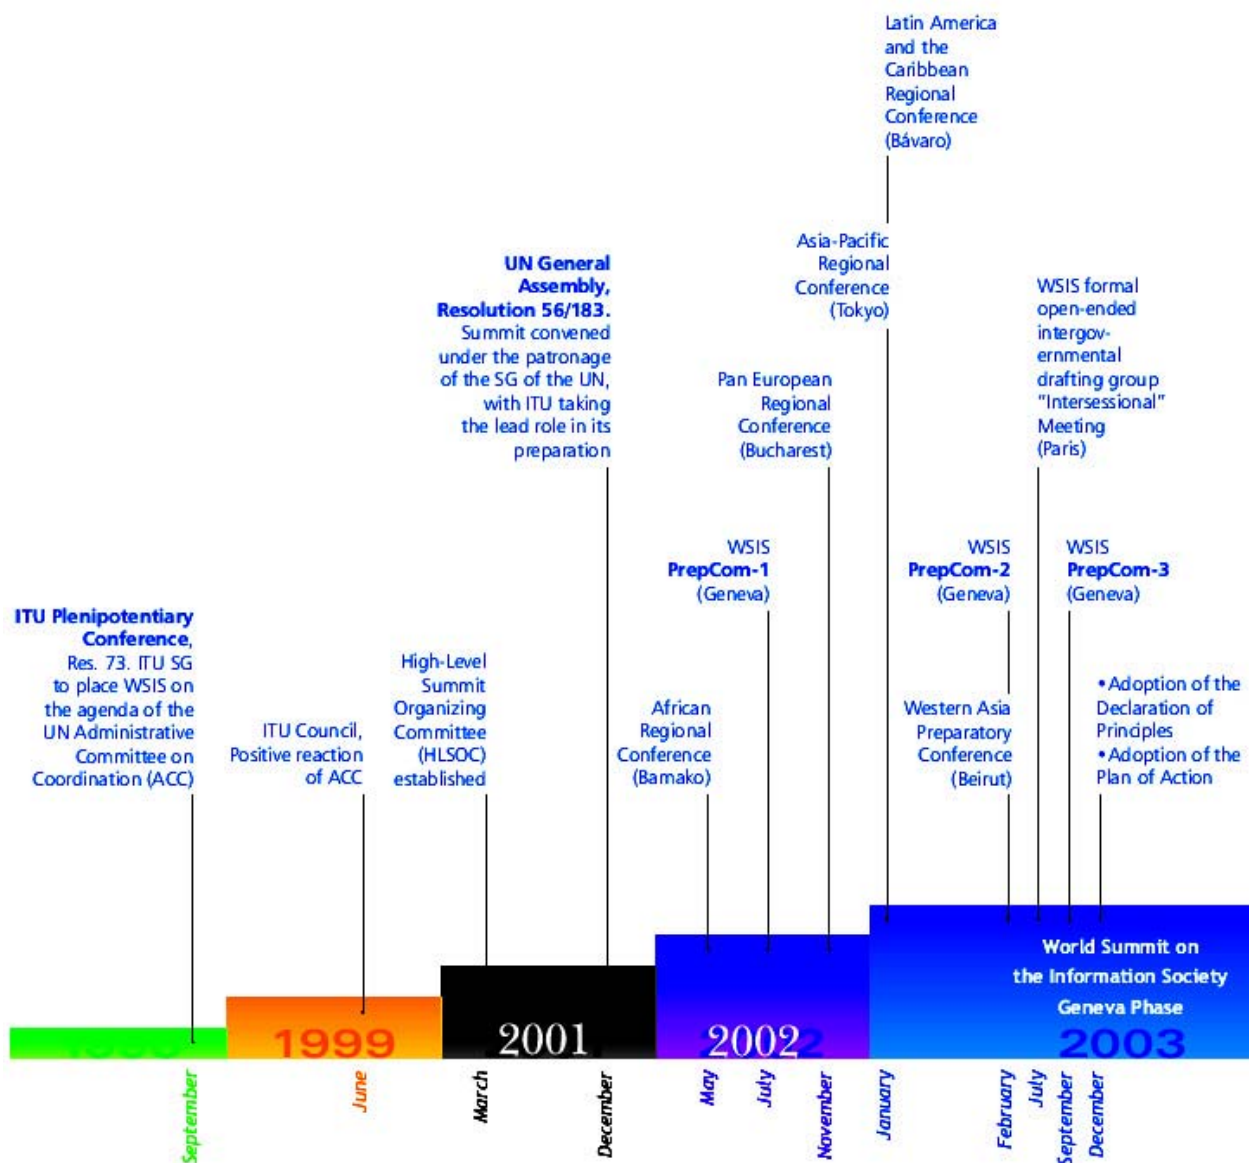 Latin America
and the
Caribbean
Regional
Conference
(Bávaro)
Asia-Pacific
Regional
Conference
(Tokyo)
UN General
Assembly,
Resolution 56/183.
Summit convened
under the patronage
of the SG of the UN,
with ITU taking
the lead role in its
preparation
WSIS formal
open-ended
intergov-
ernmental
drafting group
“Intersessional”
Meeting
(Paris)
Pan European
Regional
Conference
(Bucharest)
WSIS
PrepCom-1
(Geneva)
WSIS
PrepCom-2
(Geneva)
WSIS
PrepCom-3
(Geneva)
ITU Plenipotentiary
Conference,
Res. 73. ITU SG
to place WSIS on
the agenda of the
UN Administrative
Committee on
Coordination (ACC)
ITU Council,
Positive reaction
of ACC
High-Level
Summit
Organizing
Committee
(HLSOC)
established
African
Regional
Conference
(Bamako)
Western Asia
Preparatory
Conference
(Beirut)
•Adoption of the
Declaration of
Principles
•Adoption of the
Plan of Action
World Summit on
the Information Society
Geneva Phase
1999
2001
2002
2003
September
June
March
December
May
July
November
January
February
July
September
December